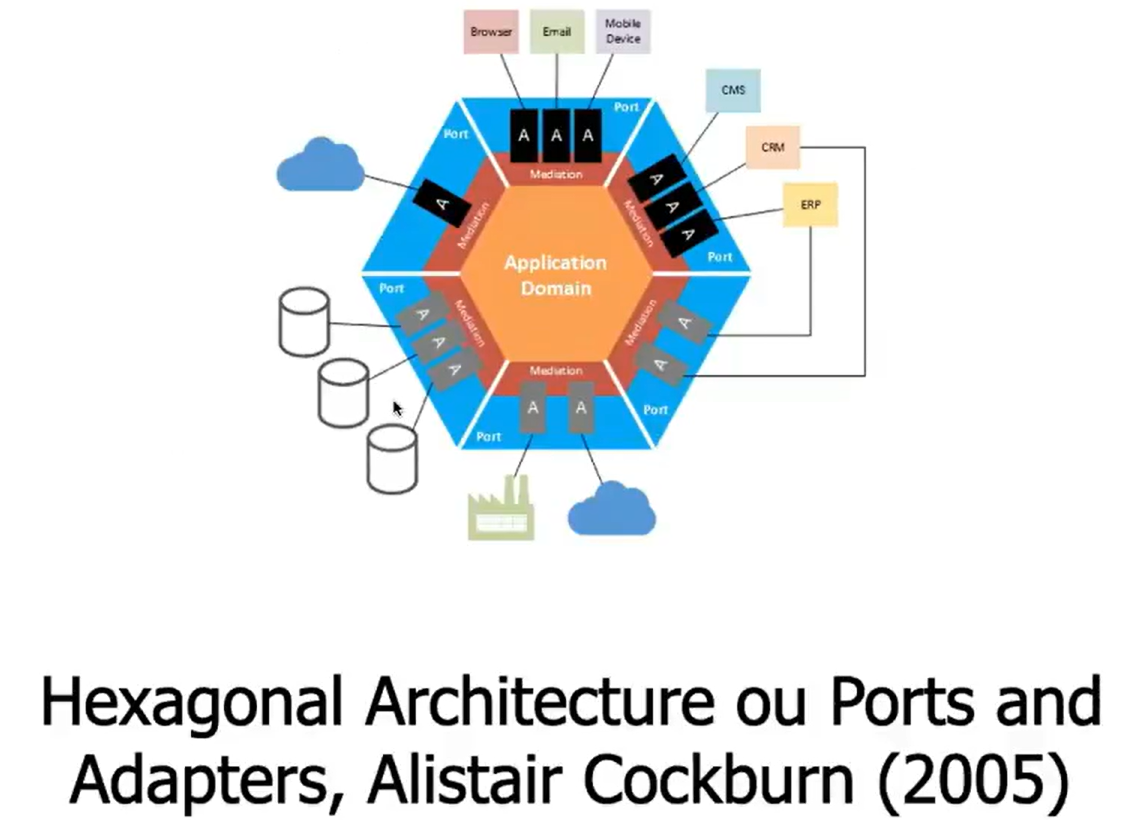 Browser
Email
Mobile
Device
CMS
CRM
ERP
Port
A
A
A
Mediation
Port
A
Mediation
A
A
A
Mediation
Port
Application
Domain
Port
A
A
A
Mediation
Mediation
A
A
Port
Mediation
A
A
Port
Hexagonal Architecture ou Ports and
Adapters, Alistair Cockburn (2005)